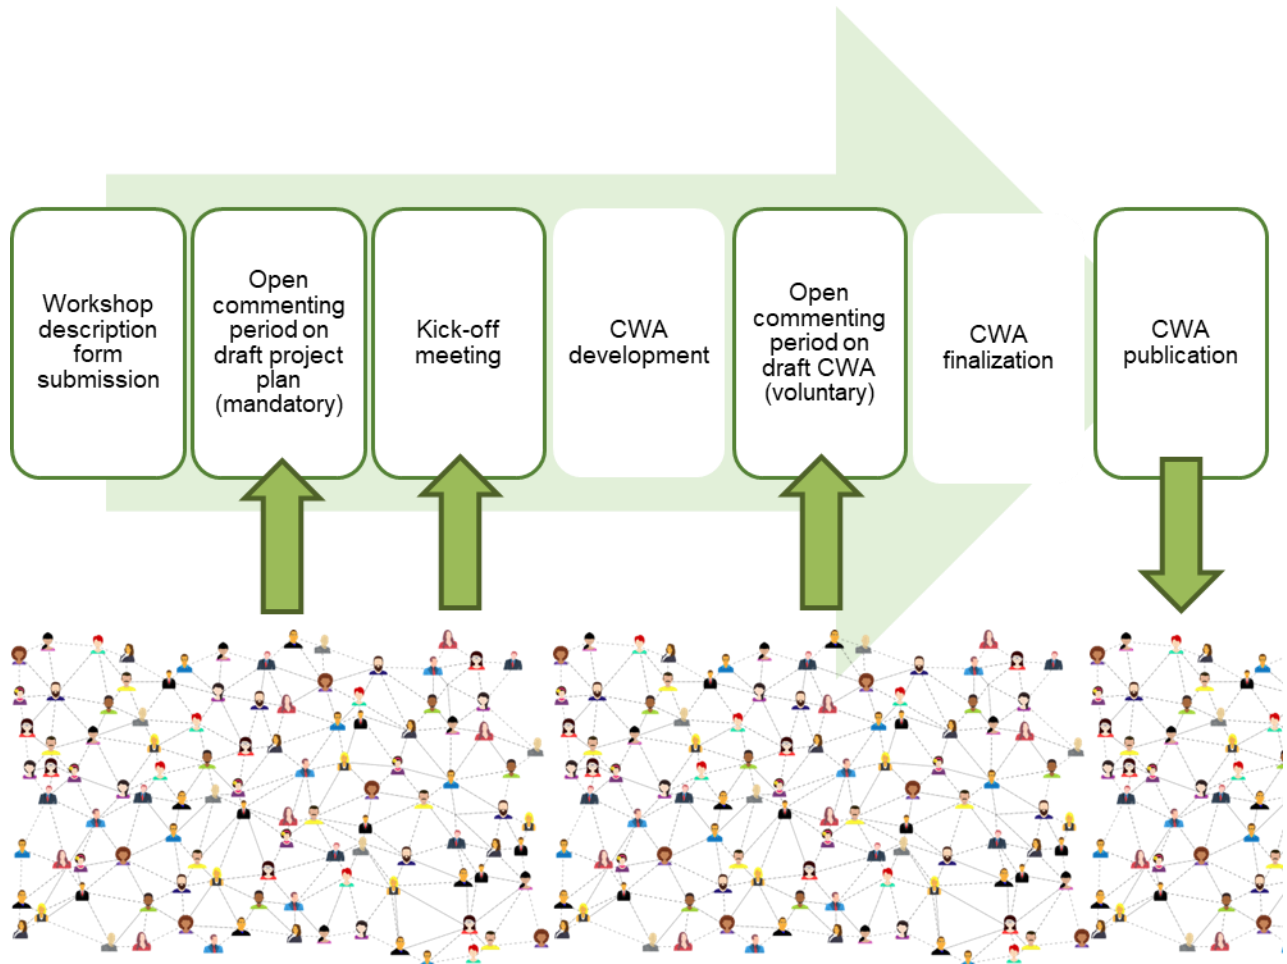 Workshop
description
form
submission
Open
commenting
period on
draft project
plan
(mandatory)
Kick-off
meeting
CWA
development
Open
commenting
period on
draft CWA
(voluntary)
CWA
finalization
CWA
publication